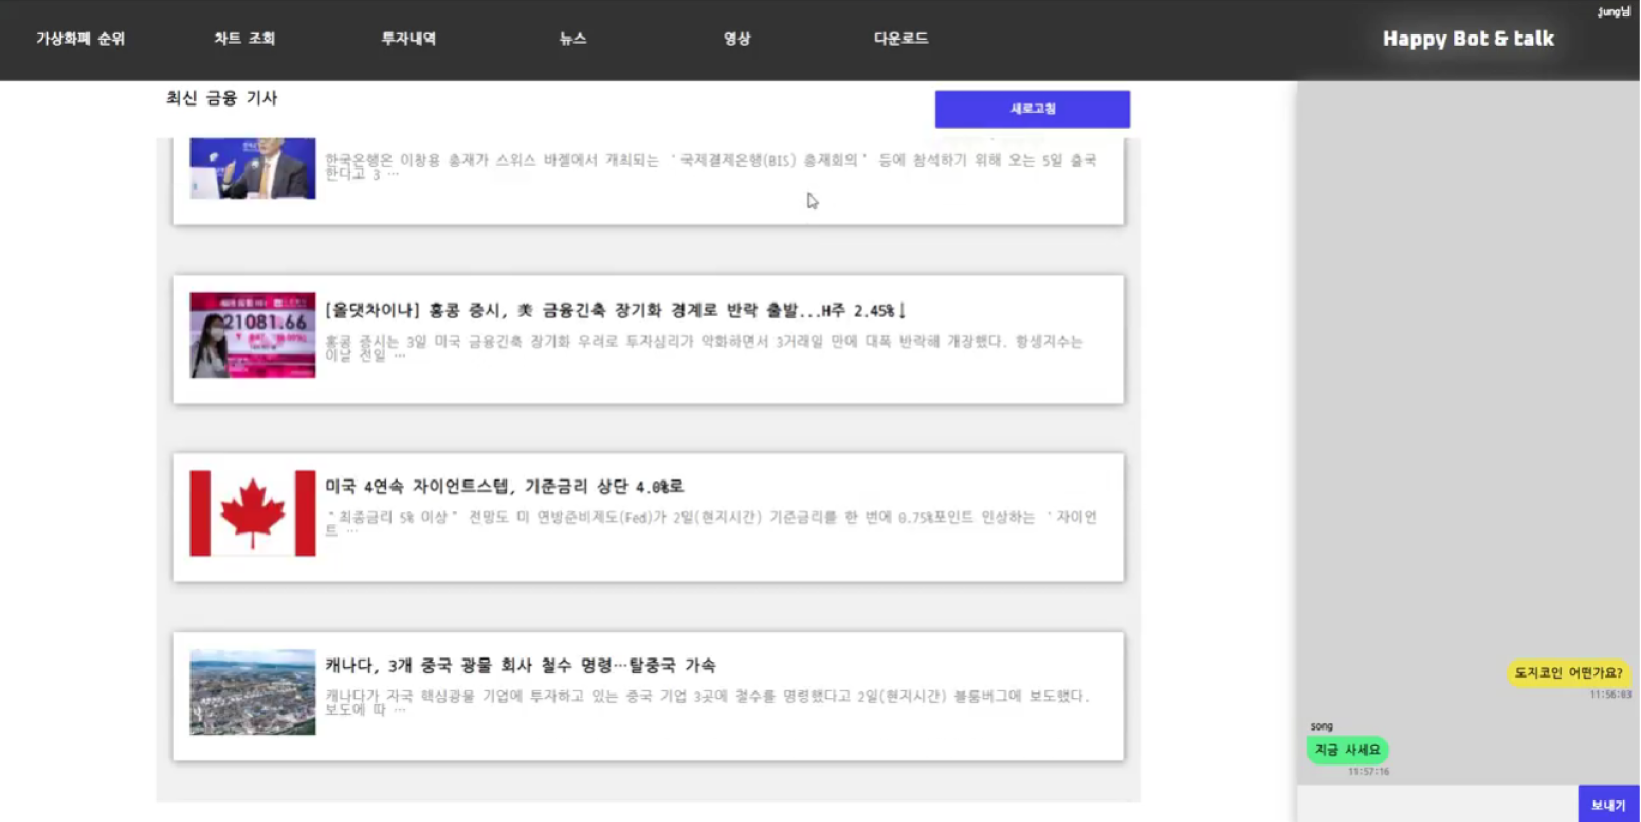 jung님
가상화폐 순위
차트 조회
투자내역
뉴스
영상
다운로드
Happy Bot & talk
최신 금융 기사
새로고침
한국은행은 이창용 총재가 스위스 바젤에서 개최되는 '국제결제은행(BIS) 총재회의' 등에 참석하기 위해 오는 5일 출국
한다고 3 …
21081.66
[올댓차이나] 홍콩 증시, 美 금융긴축 장기화 경계로 반락 출발...H주 2.45%↓
홍콩 증시는 3일 미국 금융긴축 장기화 우려로 투자심리가 악화하면서 3거래일 만에 대폭 반락해 개장했다. 항셍지수는
이날 전일 …
미국 4연속 자이언트스텝, 기준금리 상단 4.0%로
"최종금리 5% 이상" 전망도 미 연방준비제도(Fed)가 2일(현지시간) 기준금리를 한 번에 0.75%포인트 인상하는 '자이언
트 …
캐나다, 3개 중국 광물 회사 철수 명령…탈중국 가속
캐나다가 자국 핵심광물 기업에 투자하고 있는 중국 기업 3곳에 철수를 명령했다고 2일(현지시간) 블룸버그에 보도했다.
보도에 따 …
도지코인 어떤가요?
11:56:03
song
지금 사세요
11:57:16
보내기